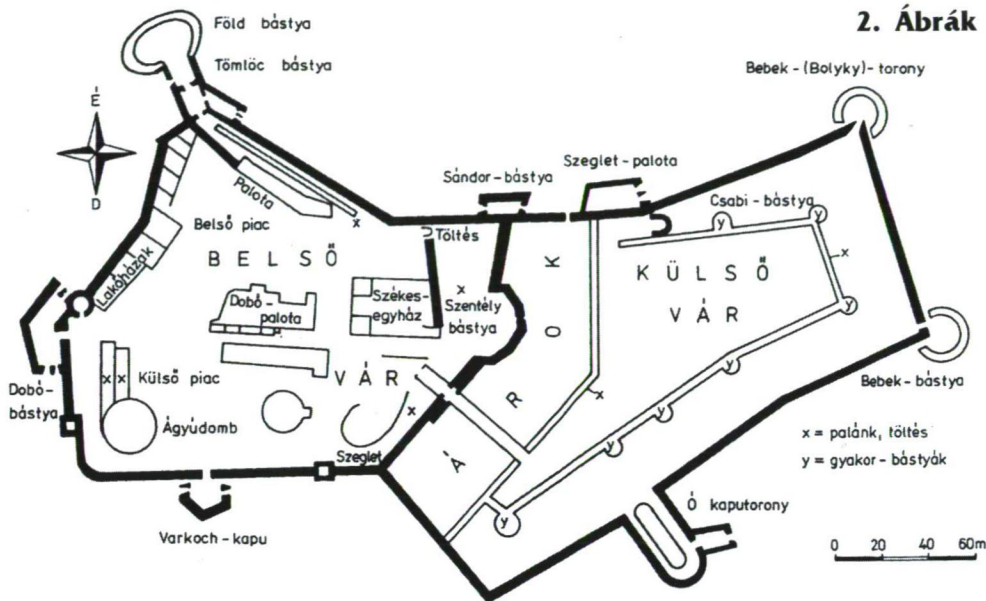 2. Ábrák
Föld bástya
Tömlöc bástya
Bebek-(Bolyky)-torony
É
D
Palota
Sándor-bástya
Szeglet-palota
Csabi-bástya
y
y
x
Belső piac
Töltés
BELSŐ
KÜLSŐ
VÁR
Lakóházak
Dobó-
palota
Székes-
egyház
x
Szentély
bástya
x
y
ÁROK
Dobó-
bástya
x x
Külső piac
VÁR
Ágyúdomb
x
x
y
y
y
Bebek-bástya
x = palánk, töltés
y = gyakor-bástyák
Szeglet
Varkoch-kapu
Ó kaputorony
0 20 40 60m